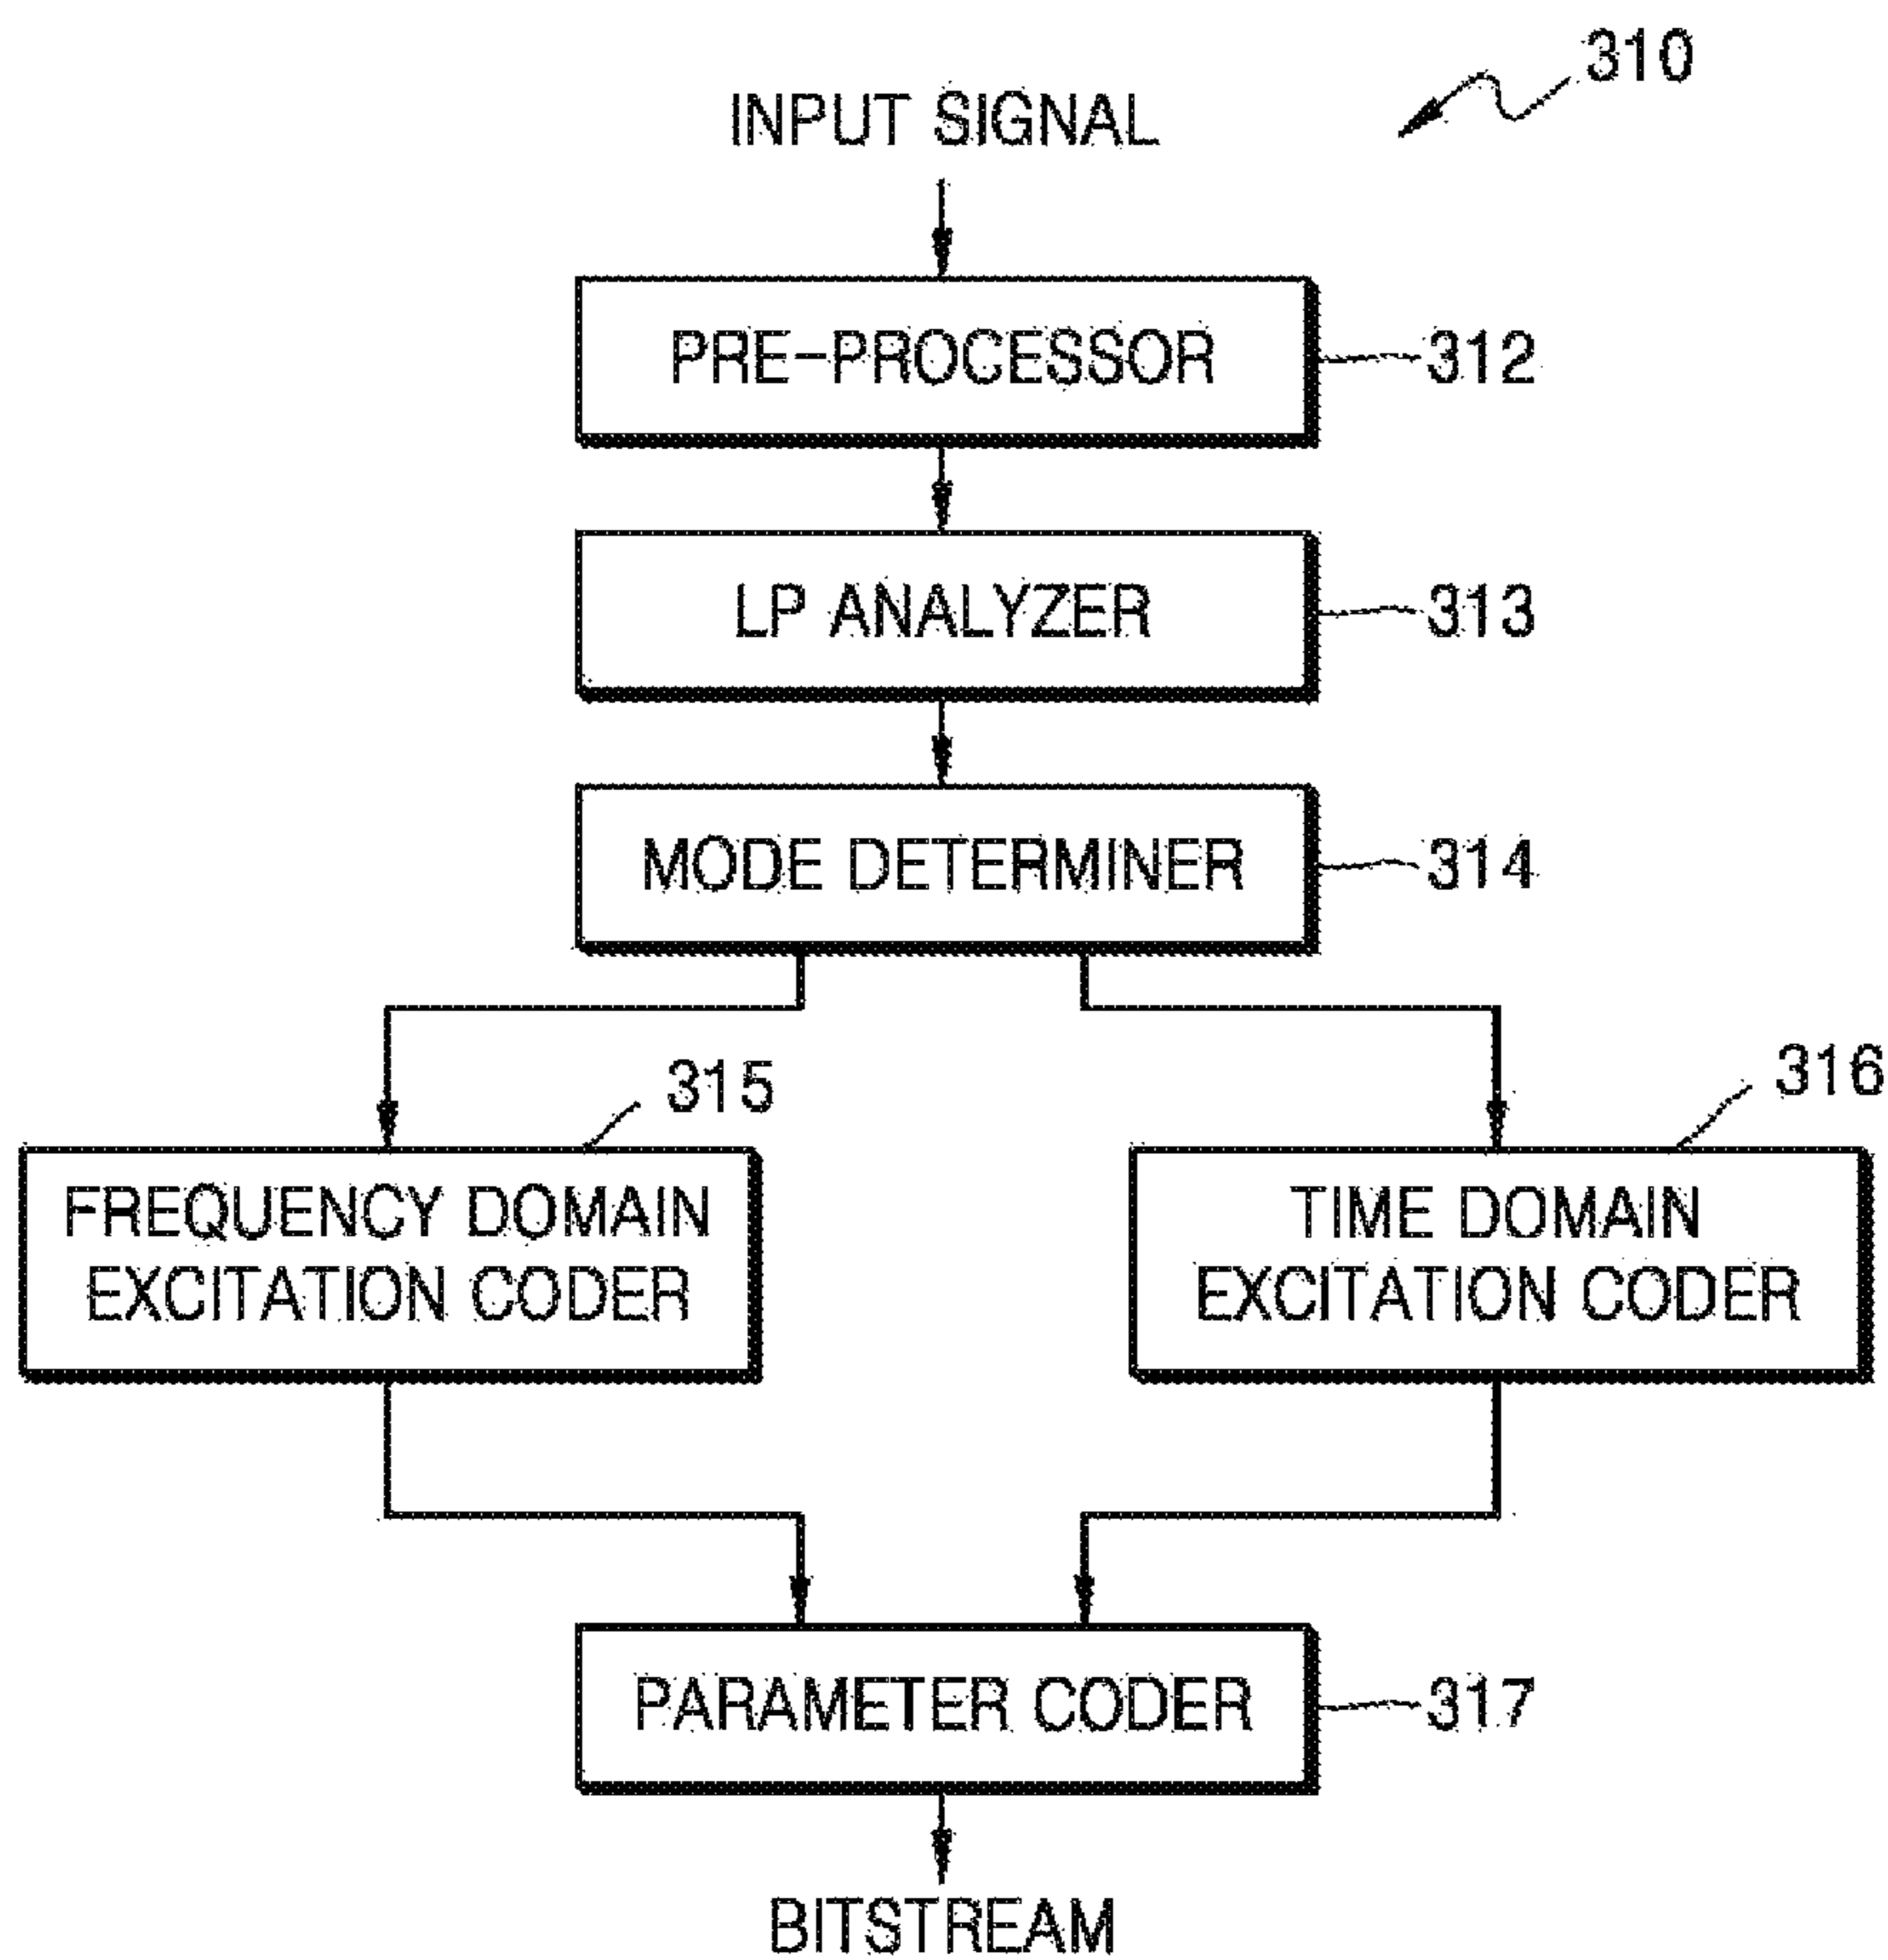 310
INPUT SIGNAL
PRE-PROCESSOR
312
LP ANALYZER
313
MODE DETERMINER
314
315
316
FREQUENCY DOMAIN
EXCITATION CODER
TIME DOMAIN
EXCITATION CODER
PARAMETER CODER
317
BITSTREAM